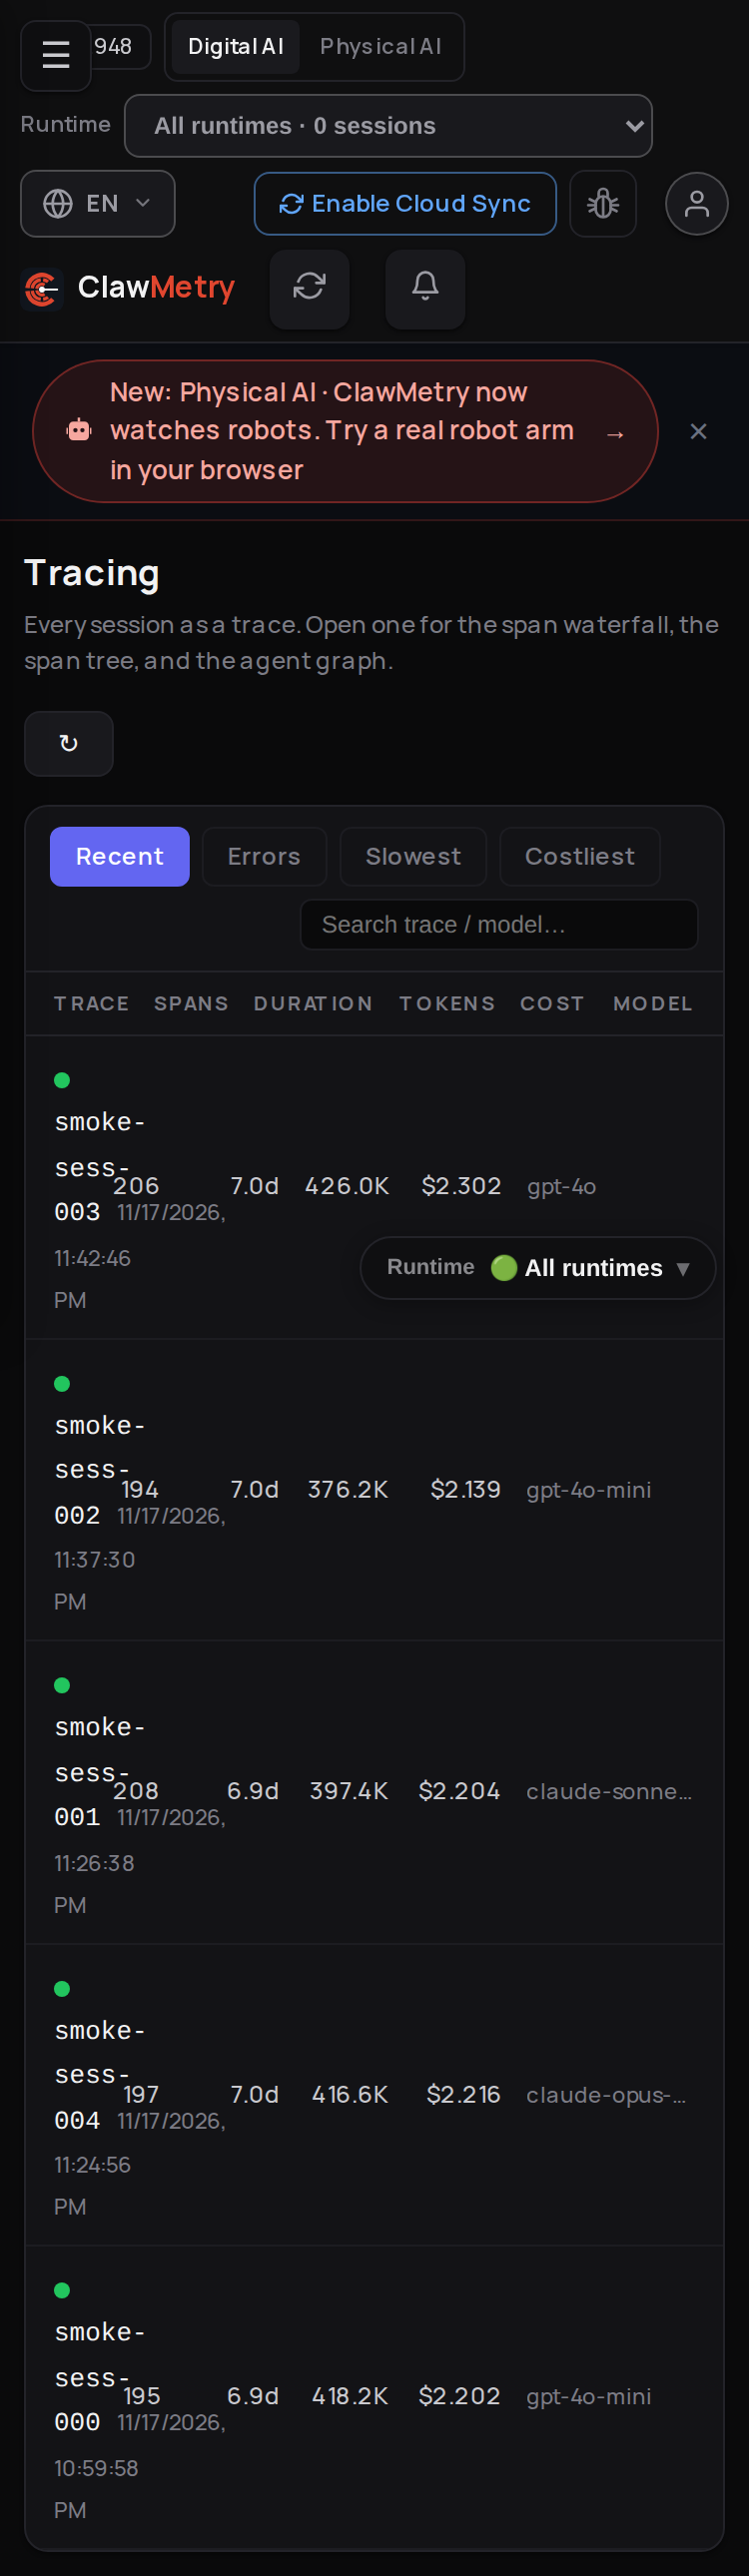 ☰ 948 Digital AI Physical AI
Runtime All runtimes · 0 sessions
EN Enable Cloud Sync
ClawMetry
New: Physical AI · ClawMetry now
watches robots. Try a real robot arm →
in your browser
×
Tracing
Every session as a trace. Open one for the span waterfall, the
span tree, and the agent graph.
↻
Recent Errors Slowest Costliest
Search trace / model…
TRACE SPANS DURATION TOKENS COST MODEL
smoke-
sess-
206 7.0d 426.0K $2.302 gpt-4o
003 11/17/2026,
11:42:46
PM
Runtime 🟢 All runtimes ▾
smoke-
sess-
194 7.0d 376.2K $2.139 gpt-4o-mini
002 11/17/2026,
11:37:30
PM
smoke-
sess-
208 6.9d 397.4K $2.204 claude-sonne…
001 11/17/2026,
11:26:38
PM
smoke-
sess-
197 7.0d 416.6K $2.216 claude-opus-…
004 11/17/2026,
11:24:56
PM
smoke-
sess-
195 6.9d 418.2K $2.202 gpt-4o-mini
000 11/17/2026,
10:59:58
PM